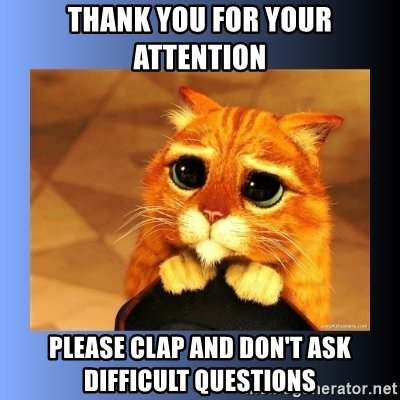 THANK YOU FOR YOUR
ATTENTION
PLEASE CLAP AND DON'T ASK
DIFFICULT QUESTIONS